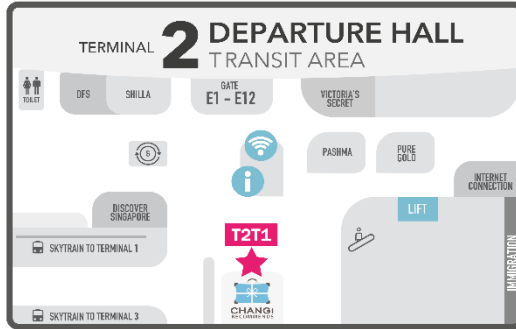 TERMINAL 2 DEPARTURE HALL
TRANSIT AREA
TOILET
DFS
SHILLA
GATE
E1 - E12
VICTORIA'S
SECRET
$
i
PASHMA
PURE
GOLD
INTERNET
CONNECTION
DISCOVER
SINGAPORE
LIFT
T2T1
SKYTRAIN TO TERMINAL 1
IMMIGRATION
CHANGI
RECOMMENDS
SKYTRAIN TO TERMINAL 3